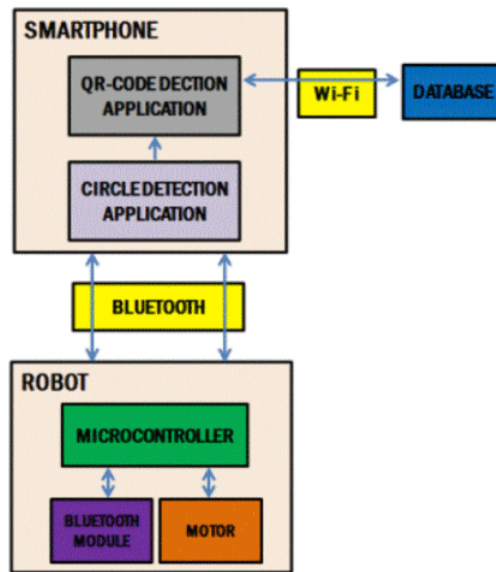 SMARTPHONE
QR-CODE DECTION
APPLICATION
Wi-Fi
DATABASE
CIRCLE DETECTION
APPLICATION
BLUETOOTH
ROBOT
MICROCONTROLLER
BLUETOOTH
MODULE
MOTOR